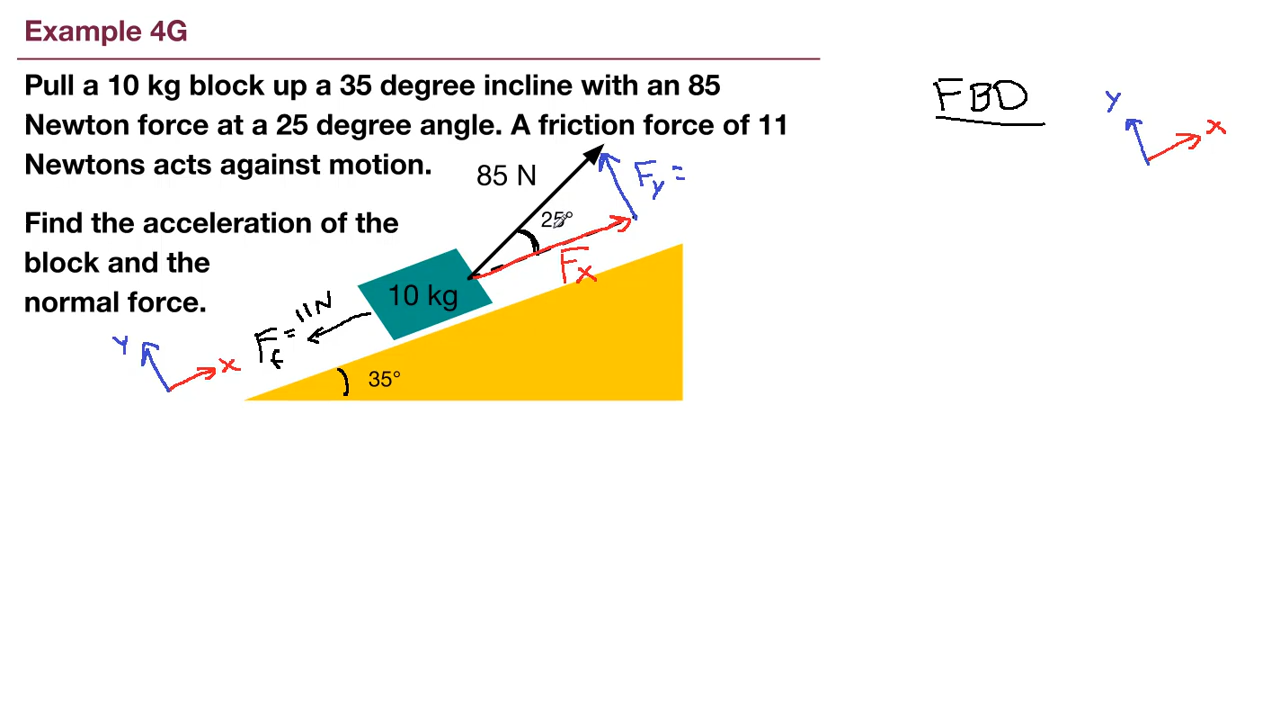 Example 4G
Pull a 10 kg block up a 35 degree incline with an 85
Newton force at a 25 degree angle. A friction force of 11
Newtons acts against motion.
Find the acceleration of the
block and the
normal force.
85 N
25°
Fy =
Fx
10 kg
Ff = 11N
35°
Y
X
FBD
Y
X